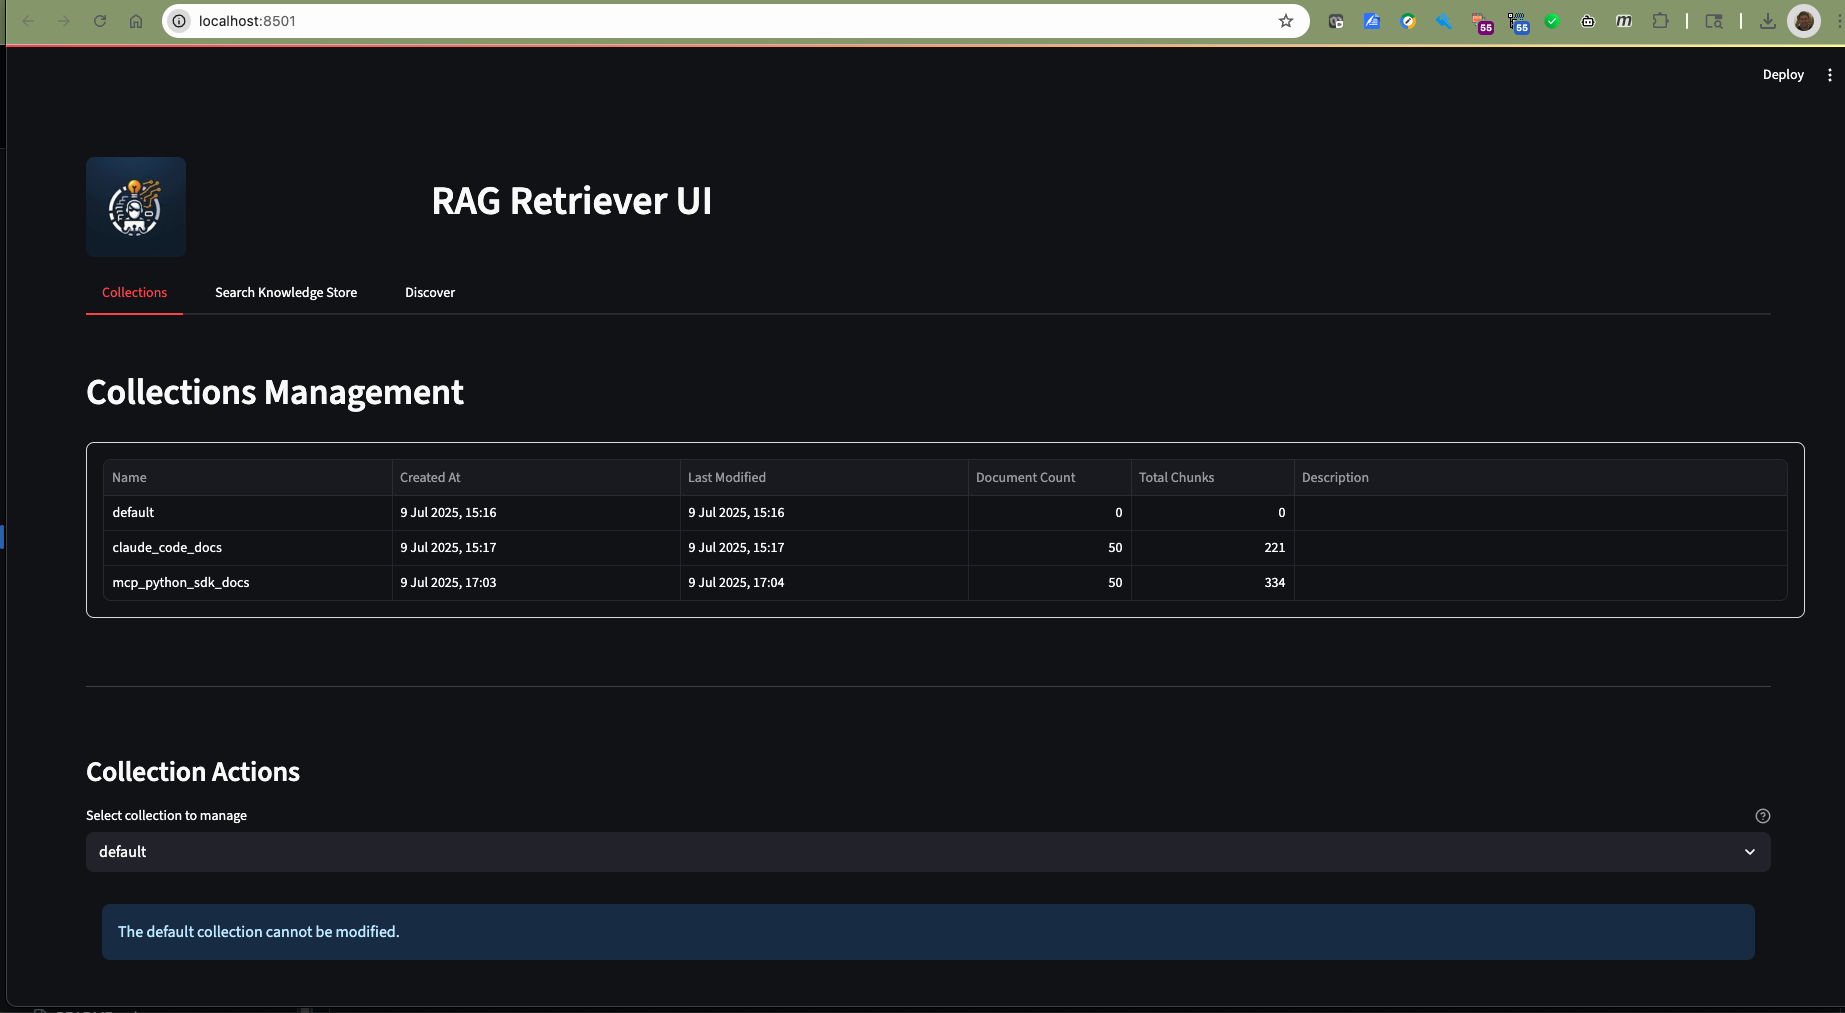 localhost:8501
55
55
m
Deploy
RAG Retriever UI
Collections
Search Knowledge Store
Discover
Collections Management
Name Created At Last Modified Document Count Total Chunks Description
default 9 Jul 2025, 15:16 9 Jul 2025, 15:16 0 0
claude_code_docs 9 Jul 2025, 15:17 9 Jul 2025, 15:17 50 221
mcp_python_sdk_docs 9 Jul 2025, 17:03 9 Jul 2025, 17:04 50 334
Collection Actions
Select collection to manage
default
The default collection cannot be modified.